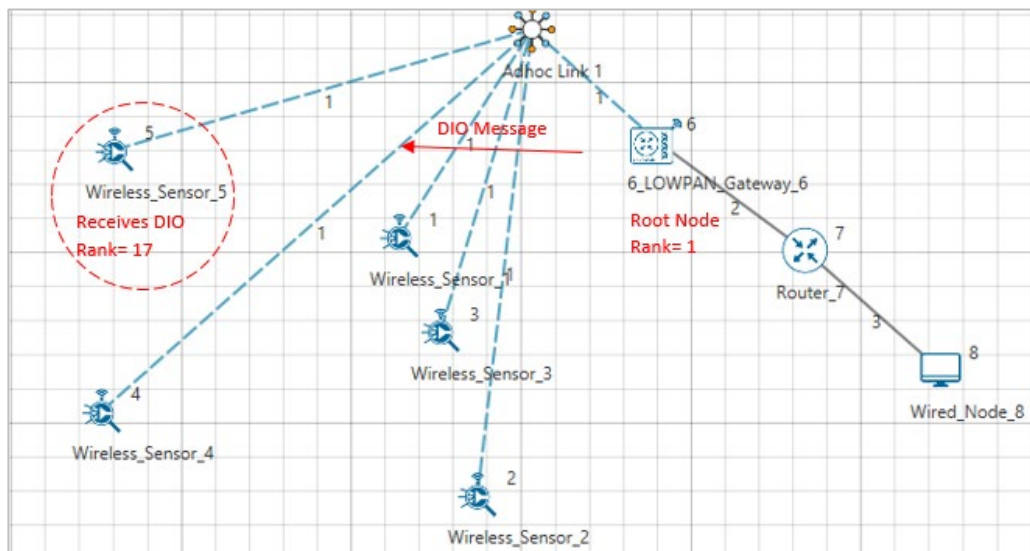 Adhoc Link 1
1
1
DIO Message
1
6
5
6_LOWPAN_Gateway_6
Wireless_Sensor_5
1
2
Receives DIO
Rank= 17
1
1
Root Node
Rank= 1
7
Wireless_Sensor_1
1
Router_7
3
3
Wireless_Sensor_3
8
4
Wired_Node_8
Wireless_Sensor_4
2
Wireless_Sensor_2